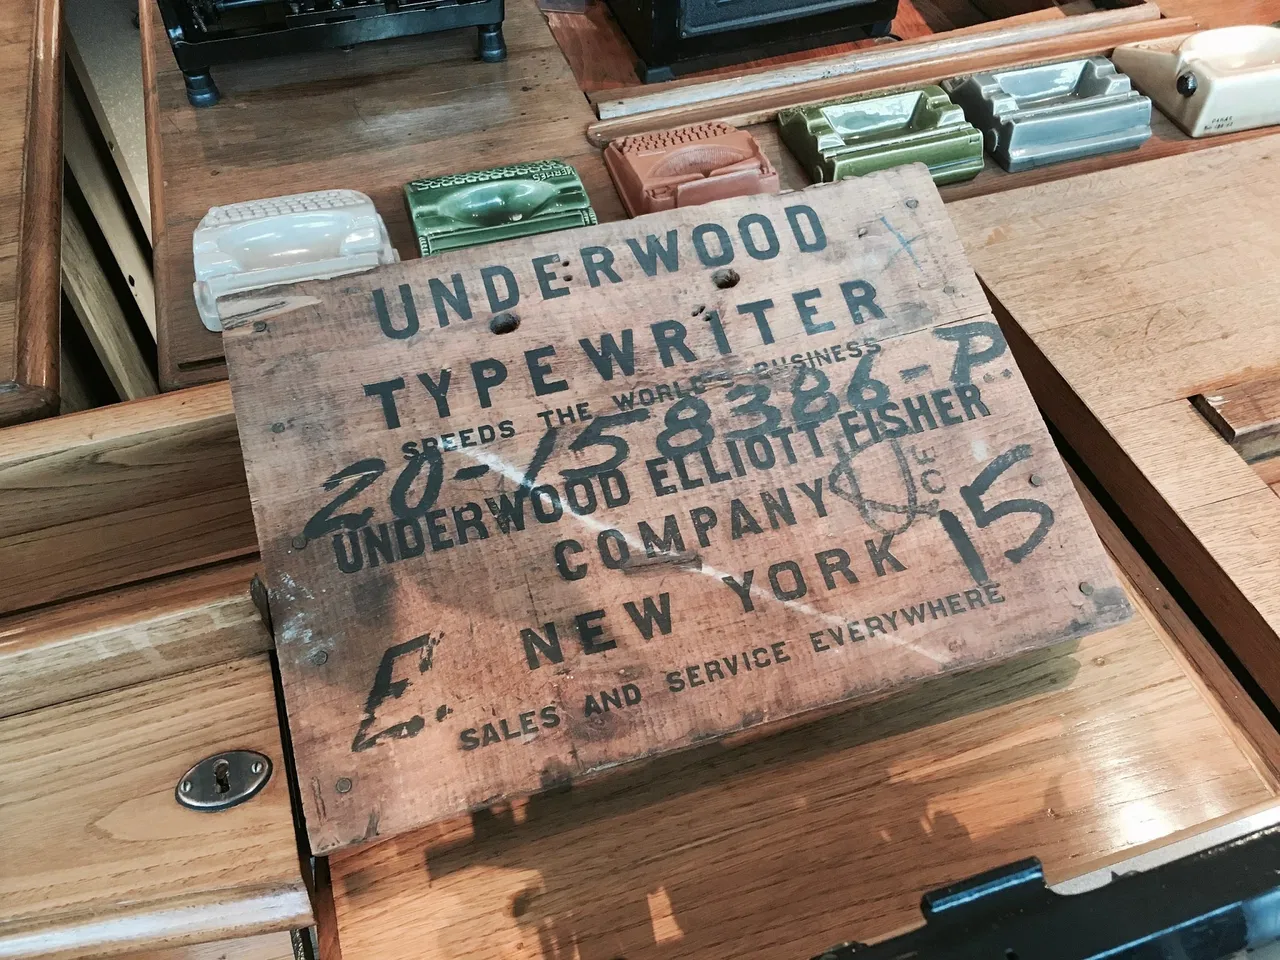 HERMES
UNDERWOOD
TYPEWRITER
SPEEDS THE WORLD'S BUSINESS
20-158386-P.
UNDERWOOD ELLIOTT FISHER
COMPANY
15
NEW YORK
E.
SALES AND SERVICE EVERYWHERE